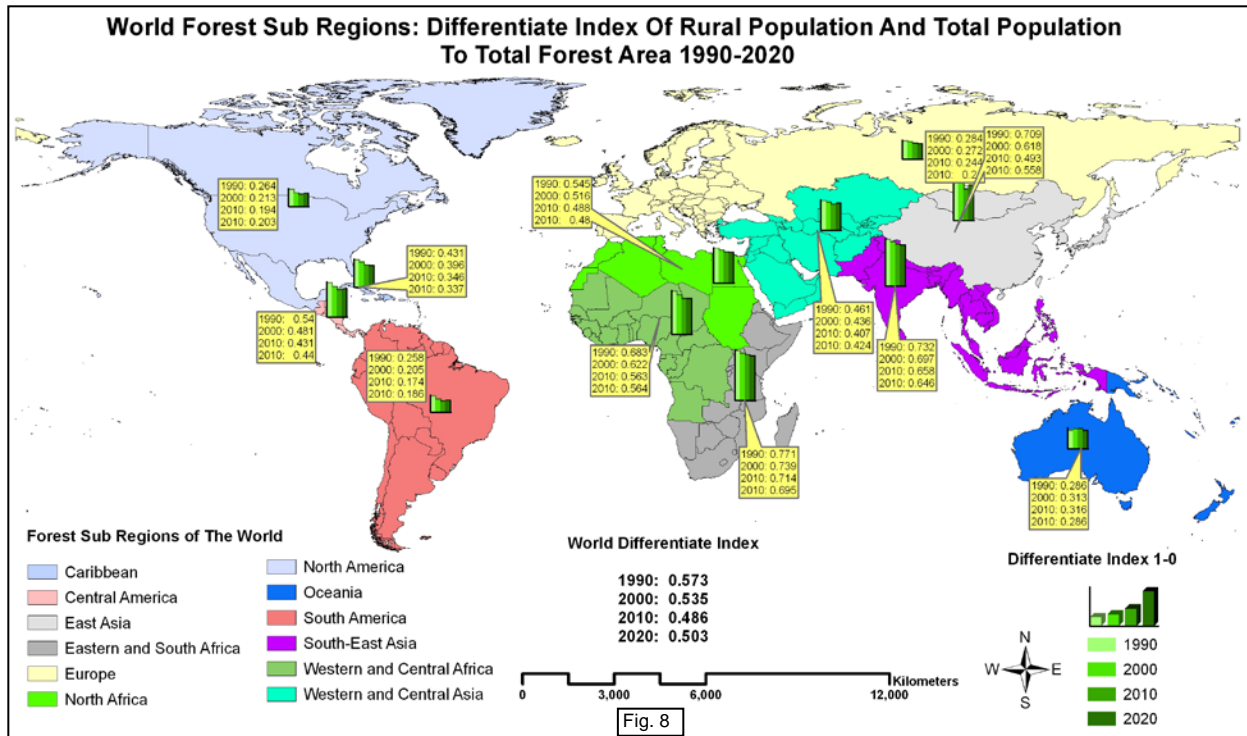 World Forest Sub Regions: Differentiate Index Of Rural Population And Total Population
To Total Forest Area 1990-2020
1990: 0.264
2000: 0.213
2010: 0.194
2010: 0.203
1990: 0.431
2000: 0.396
2010: 0.346
2010: 0.337
1990: 0.54
2000: 0.481
2010: 0.431
2010: 0.44
1990: 0.258
2000: 0.205
2010: 0.174
2010: 0.186
1990: 0.545
2000: 0.516
2010: 0.488
2010: 0.48
1990: 0.683
2000: 0.622
2010: 0.563
2010: 0.564
1990: 0.771
2000: 0.739
2010: 0.714
2010: 0.695
1990: 0.461
2000: 0.436
2010: 0.407
2010: 0.424
1990: 0.732
2000: 0.697
2010: 0.658
2010: 0.646
1990: 0.284
2000: 0.272
2010: 0.244
2010:
1990: 0.709
2000: 0.618
2010: 0.493
2010: 0.558
1990: 0.286
2000: 0.313
2010: 0.316
2010: 0.286
Forest Sub Regions of The World
Caribbean
Central America
East Asia
Eastern and South Africa
Europe
North Africa
North America
Oceania
South America
South-East Asia
Western and Central Africa
Western and Central Asia
World Differentiate Index
1990: 0.573
2000: 0.535
2010: 0.486
2020: 0.503
0 3,000 6,000 12,000
Kilometers
Fig. 8
N
W E
S
Differentiate Index 1-0
1990
2000
2010
2020